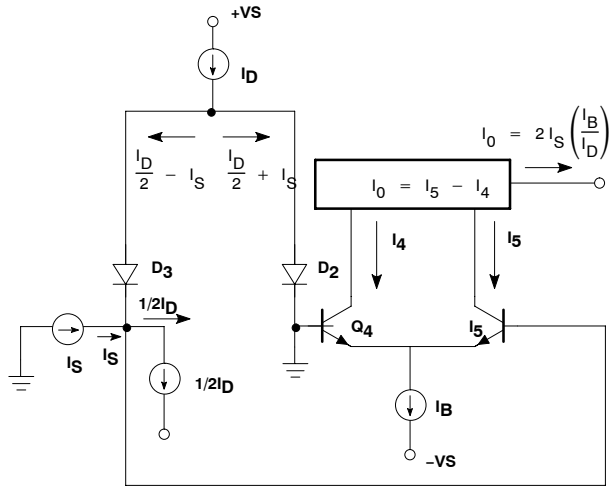 +VS
I_D
I_0 = 2 I_S (I_B/I_D)
I_D/2 − I_S
I_D/2 + I_S
I_0 = I_5 − I_4
I_4
I_5
D_3
D_2
1/2I_D
Q_4
I_5
I_S
I_S
1/2I_D
I_B
−VS